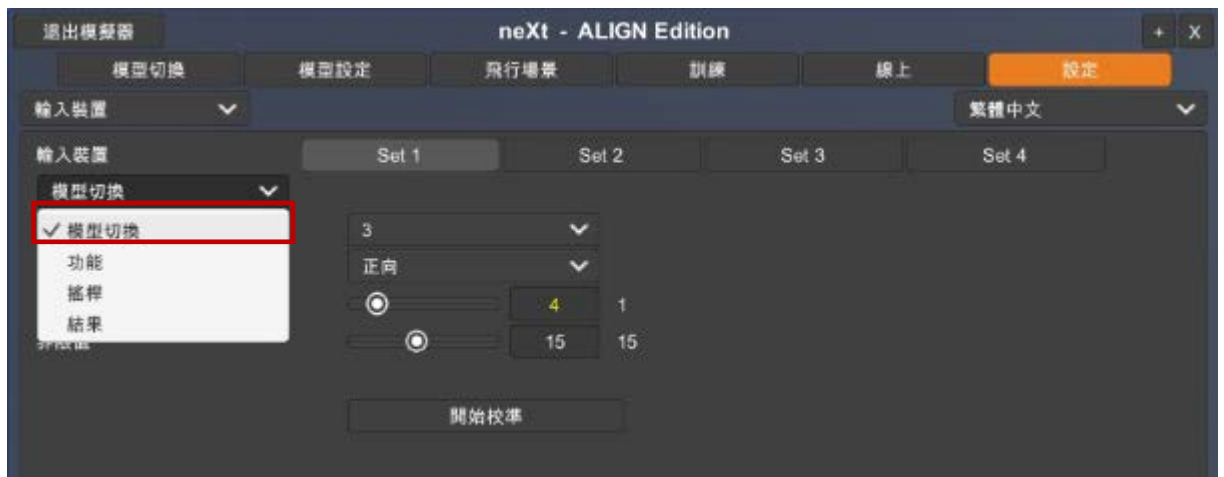 退出模擬器 neXt - ALIGN Edition + X
模型切換 模型設定 飛行場景 訓練 線上 設定
輸入裝置 繁體中文
輸入裝置 Set 1 Set 2 Set 3 Set 4
模型切換
模型切換 3
功能 正向
搖桿 4 1
結果 15 15
開始校準